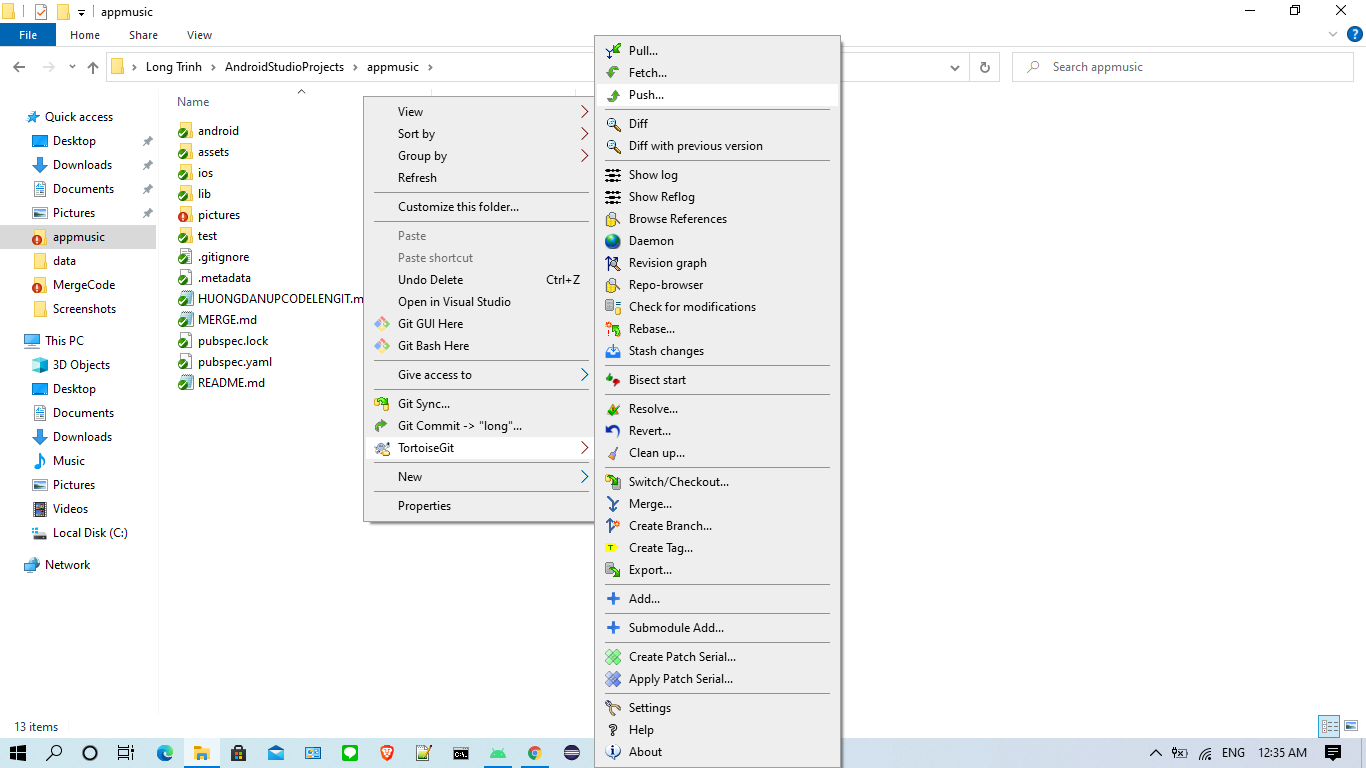 appmusic
File
Home
Share
View
Long Trinh
AndroidStudioProjects
appmusic
Search appmusic
Quick access
Desktop
Downloads
Documents
Pictures
appmusic
data
MergeCode
Screenshots
This PC
3D Objects
Desktop
Documents
Downloads
Music
Pictures
Videos
Local Disk (C:)
Network
Name
android
assets
ios
lib
pictures
test
.gitignore
.metadata
HUONGDANUPCODELENGIT.m
MERGE.md
pubspec.lock
pubspec.yaml
README.md
View
Sort by
Group by
Refresh
Customize this folder...
Paste
Paste shortcut
Undo Delete Ctrl+Z
Open in Visual Studio
Git GUI Here
Git Bash Here
Give access to
Git Sync...
Git Commit -> "long"...
TortoiseGit
New
Properties
Pull...
Fetch...
Push...
Diff
Diff with previous version
Show log
Show Reflog
Browse References
Daemon
Revision graph
Repo-browser
Check for modifications
Rebase...
Stash changes
Bisect start
Resolve...
Revert...
Clean up...
Switch/Checkout...
Merge...
Create Branch...
Create Tag...
Export...
Add...
Submodule Add...
Create Patch Serial...
Apply Patch Serial...
Settings
Help
About
13 items
ENG
12:35 AM